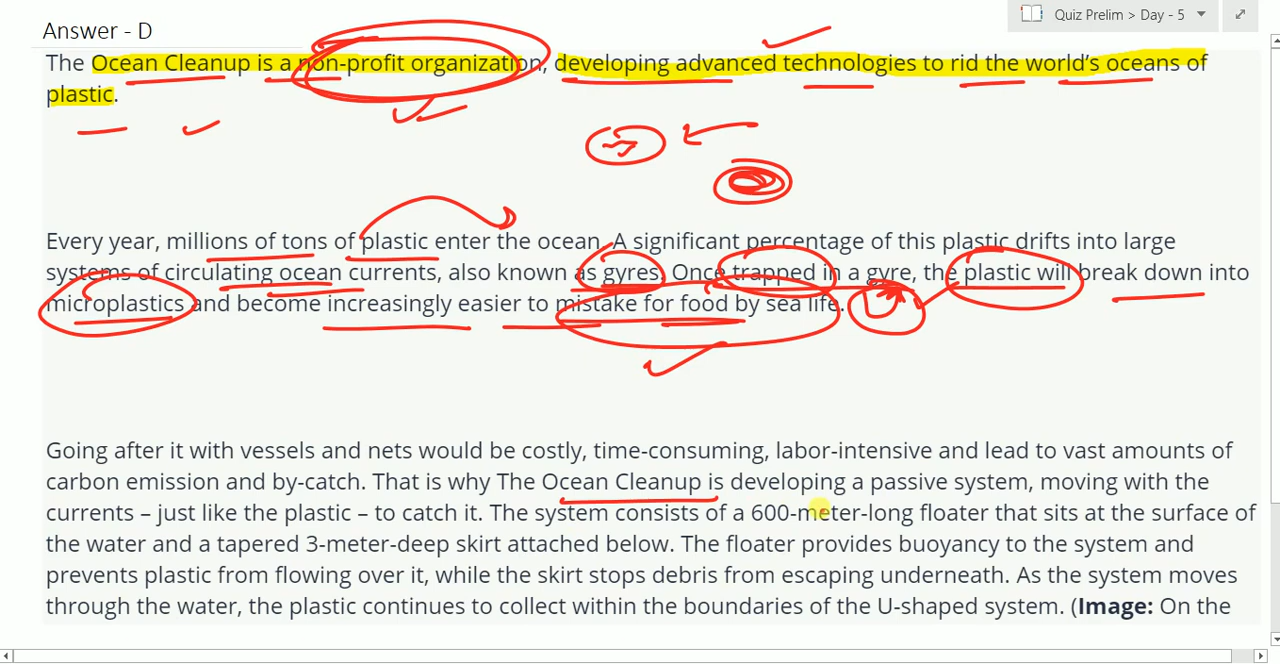 Quiz Prelim > Day - 5
Answer - D
The Ocean Cleanup is a non-profit organization, developing advanced technologies to rid the world's oceans of
plastic.
Every year, millions of tons of plastic enter the ocean. A significant percentage of this plastic drifts into large
systems of circulating ocean currents, also known as gyres. Once trapped in a gyre, the plastic will break down into
microplastics and become increasingly easier to mistake for food by sea life.
Going after it with vessels and nets would be costly, time-consuming, labor-intensive and lead to vast amounts of
carbon emission and by-catch. That is why The Ocean Cleanup is developing a passive system, moving with the
currents – just like the plastic – to catch it. The system consists of a 600-meter-long floater that sits at the surface of
the water and a tapered 3-meter-deep skirt attached below. The floater provides buoyancy to the system and
prevents plastic from flowing over it, while the skirt stops debris from escaping underneath. As the system moves
through the water, the plastic continues to collect within the boundaries of the U-shaped system. (Image: On the